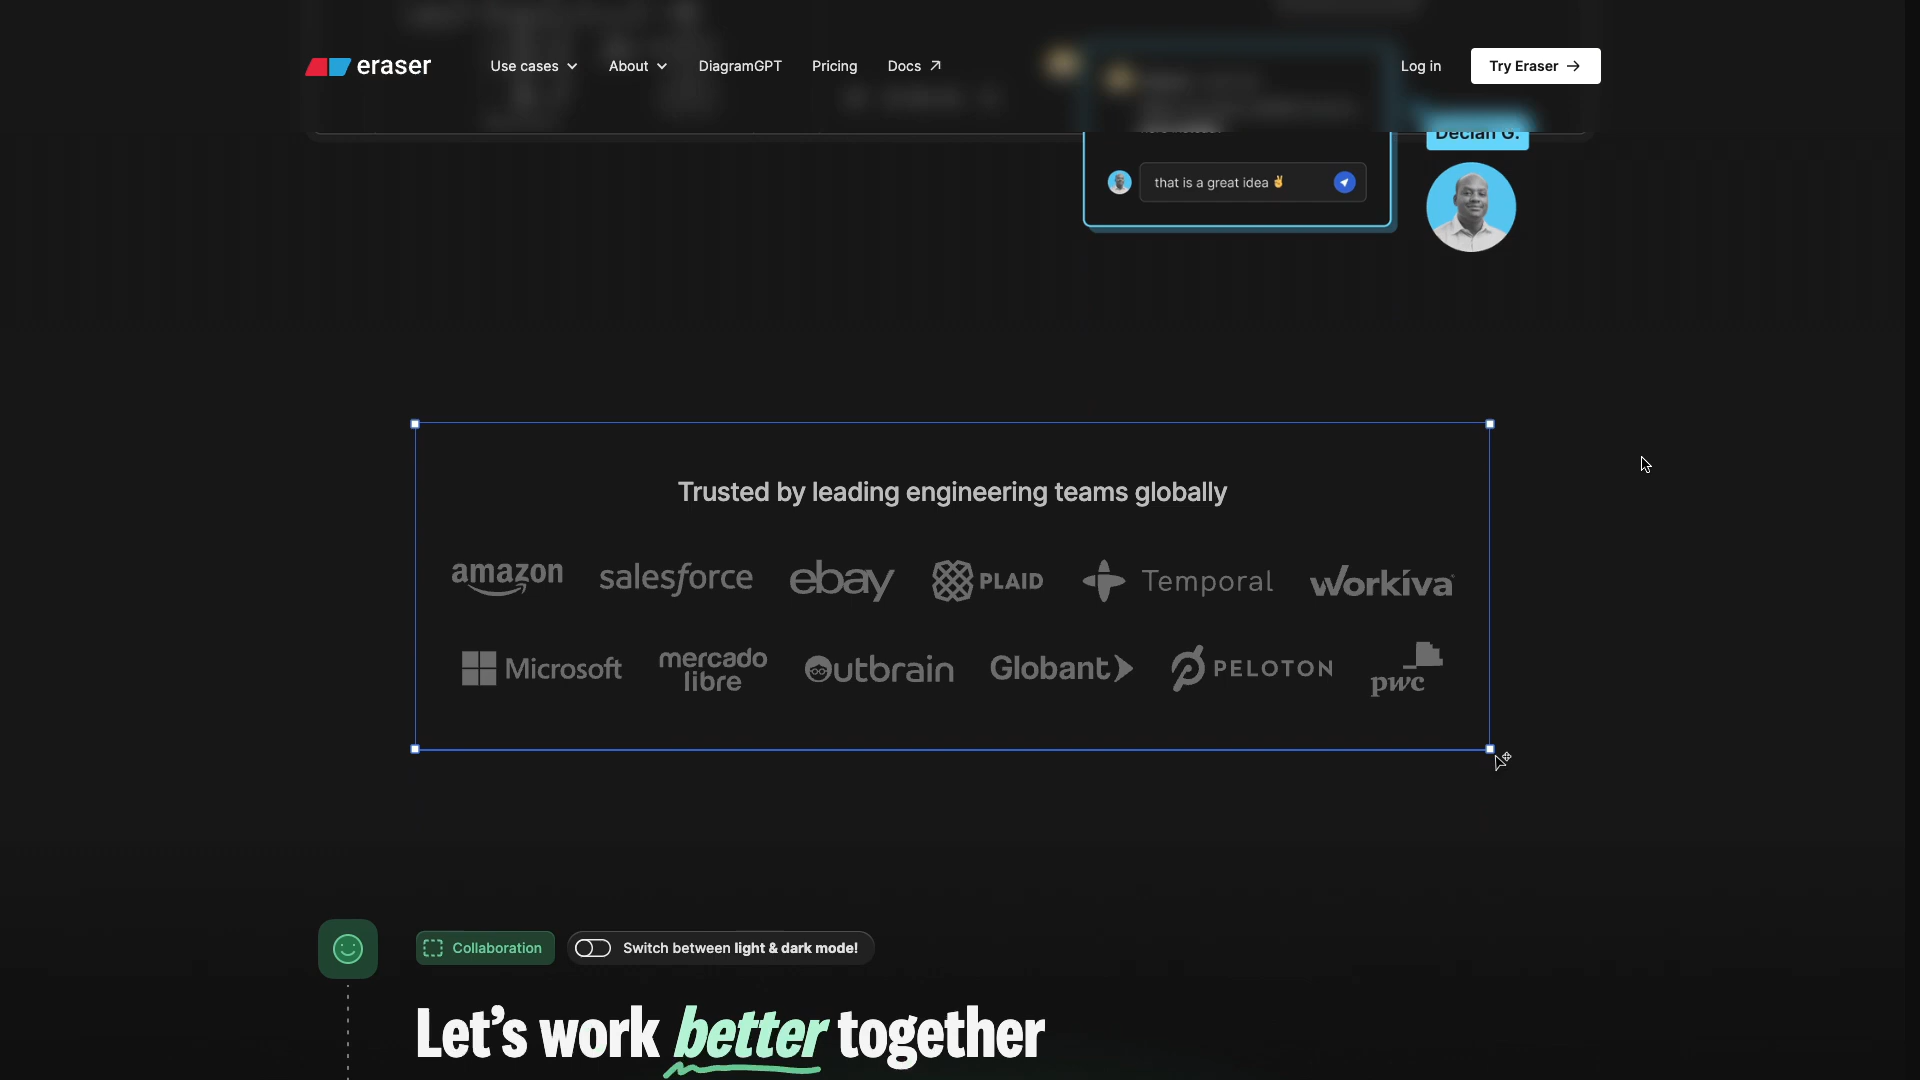 eraser
Use cases
About
DiagramGPT
Pricing
Docs
Log in
Try Eraser
Declan G.
that is a great idea ✌️
Trusted by leading engineering teams globally
amazon
salesforce
ebay
PLAID
Temporal
workiva
Microsoft
mercado
libre
Outbrain
Globant
PELOTON
pwc
Collaboration
Switch between light & dark mode!
Let's work better together